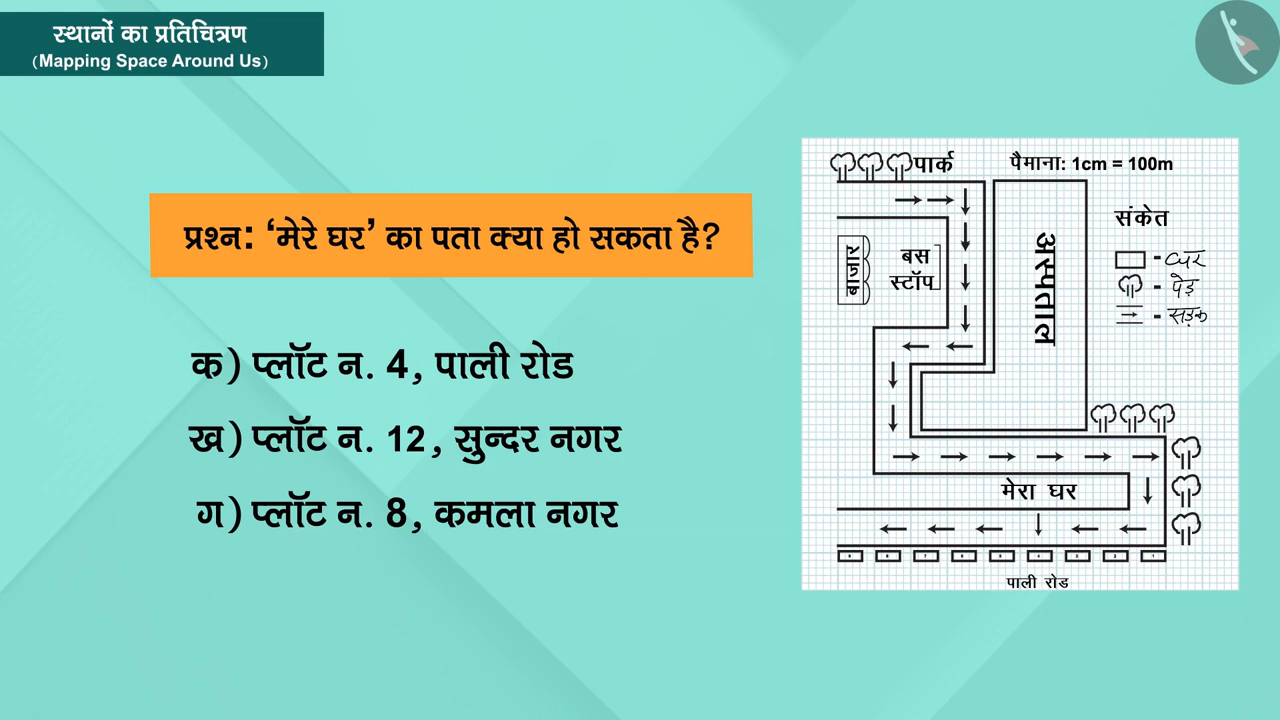 स्थानों का प्रतिचित्रण
(Mapping Space Around Us)
प्रश्न: ‘मेरे घर’ का पता क्या हो सकता है?
क) प्लॉट न. 4, पाली रोड
ख) प्लॉट न. 12, सुन्दर नगर
ग) प्लॉट न. 8, कमला नगर
पार्क
पैमाना: 1cm = 100m
संकेत
- घर
- पेड़
- सड़क
बाजार
बस
स्टॉप
अस्पताल
मेरा घर
पाली रोड